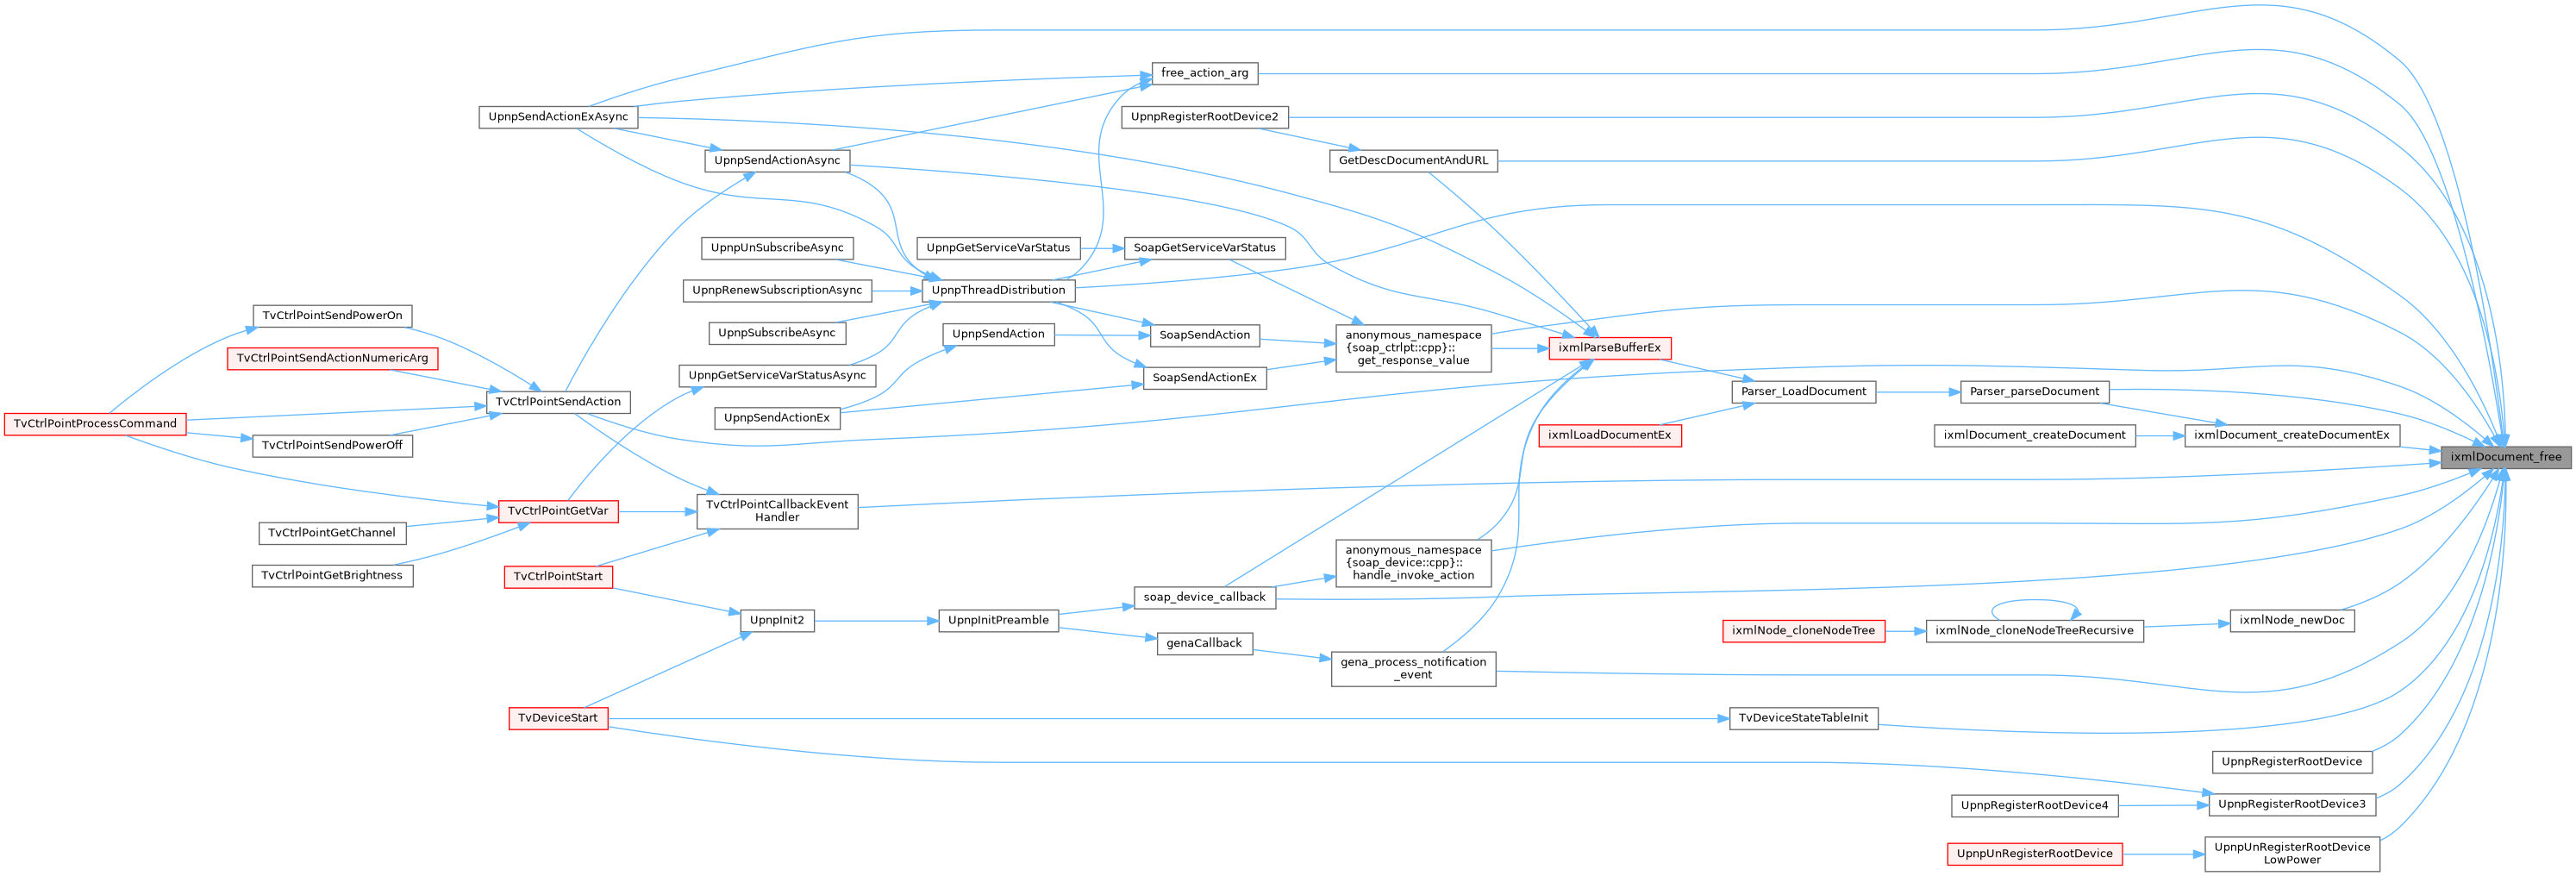 free_action_arg
UpnpSendActionExAsync
UpnpRegisterRootDevice2
UpnpSendActionAsync
GetDescDocumentAndURL
UpnpUnSubscribeAsync
UpnpGetServiceVarStatus
SoapGetServiceVarStatus
UpnpRenewSubscriptionAsync
UpnpThreadDistribution
TvCtrlPointSendPowerOn
UpnpSubscribeAsync
UpnpSendAction
SoapSendAction
anonymous_namespace
{soap_ctrlpt::cpp}::
get_response_value
ixmlParseBufferEx
TvCtrlPointSendActionNumericArg
UpnpGetServiceVarStatusAsync
SoapSendActionEx
Parser_LoadDocument
Parser_parseDocument
TvCtrlPointSendAction
UpnpSendActionEx
TvCtrlPointProcessCommand
TvCtrlPointSendPowerOff
ixmlLoadDocumentEx
ixmlDocument_createDocument
ixmlDocument_createDocumentEx
ixmlDocument_free
TvCtrlPointGetVar
TvCtrlPointCallbackEvent
Handler
TvCtrlPointGetChannel
TvCtrlPointGetBrightness
TvCtrlPointStart
anonymous_namespace
{soap_device::cpp}::
handle_invoke_action
soap_device_callback
UpnpInit2
UpnpInitPreamble
ixmlNode_cloneNodeTree
ixmlNode_cloneNodeTreeRecursive
ixmlNode_newDoc
genaCallback
gena_process_notification
_event
TvDeviceStart
TvDeviceStateTableInit
UpnpRegisterRootDevice
UpnpRegisterRootDevice4
UpnpRegisterRootDevice3
UpnpUnRegisterRootDevice
UpnpUnRegisterRootDevice
LowPower